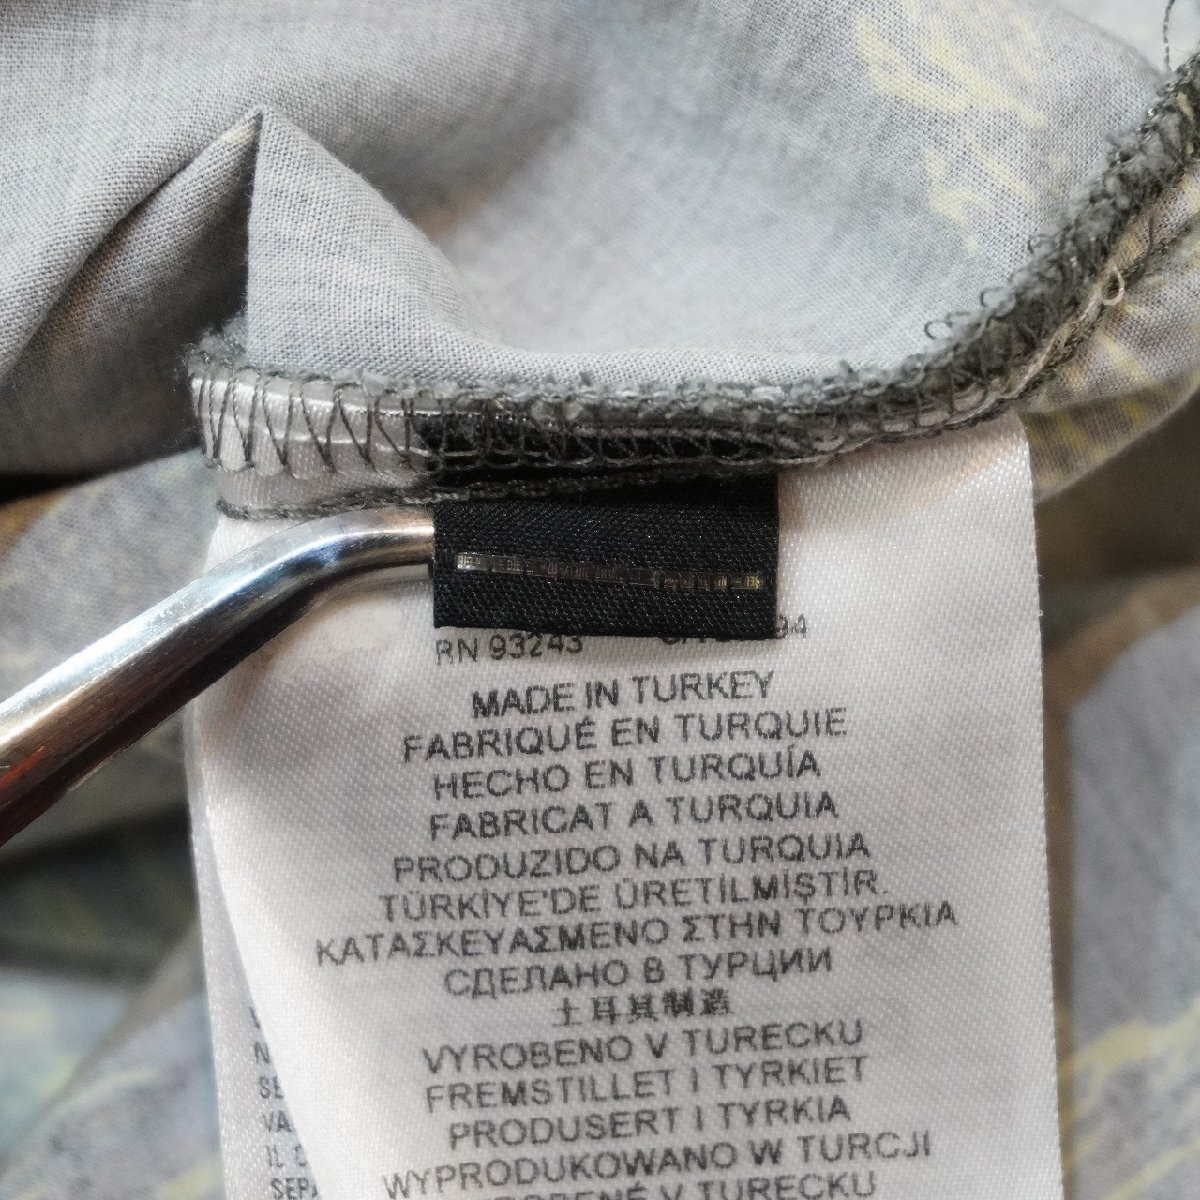 RN 93243
MADE IN TURKEY
FABRIQUÉ EN TURQUIE
HECHO EN TURQUÍA
FABRICAT A TURQUIA
PRODUZIDO NA TURQUIA
TÜRKİYE'DE ÜRETİLMİŞTİR.
ΚΑΤΑΣΚΕΥΑΣΜΕΝΟ ΣΤΗΝ ΤΟΥΡΚΙΑ
СДЕЛАНО В ТУРЦИИ
土耳其制造
VYROBENO V TURECKU
FREMSTILLET I TYRKIET
PRODUSERT I TYRKIA
WYPRODUKOWANO W TURCJI
VYROBENÉ V TURECKU